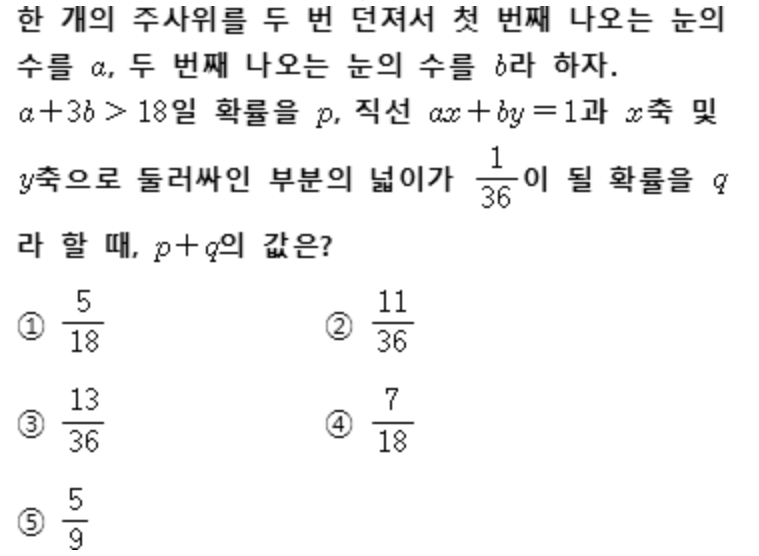 한 개의 주사위를 두 번 던져서 첫 번째 나오는 눈의
수를 a, 두 번째 나오는 눈의 수를 b라 하자.
a+3b > 18일 확률을 p, 직선 ax+by=1과 x축 및
y축으로 둘러싸인 부분의 넓이가 1/36이 될 확률을 q
라 할 때, p+q의 값은?
① 5/18 ② 11/36
③ 13/36 ④ 7/18
⑤ 5/9